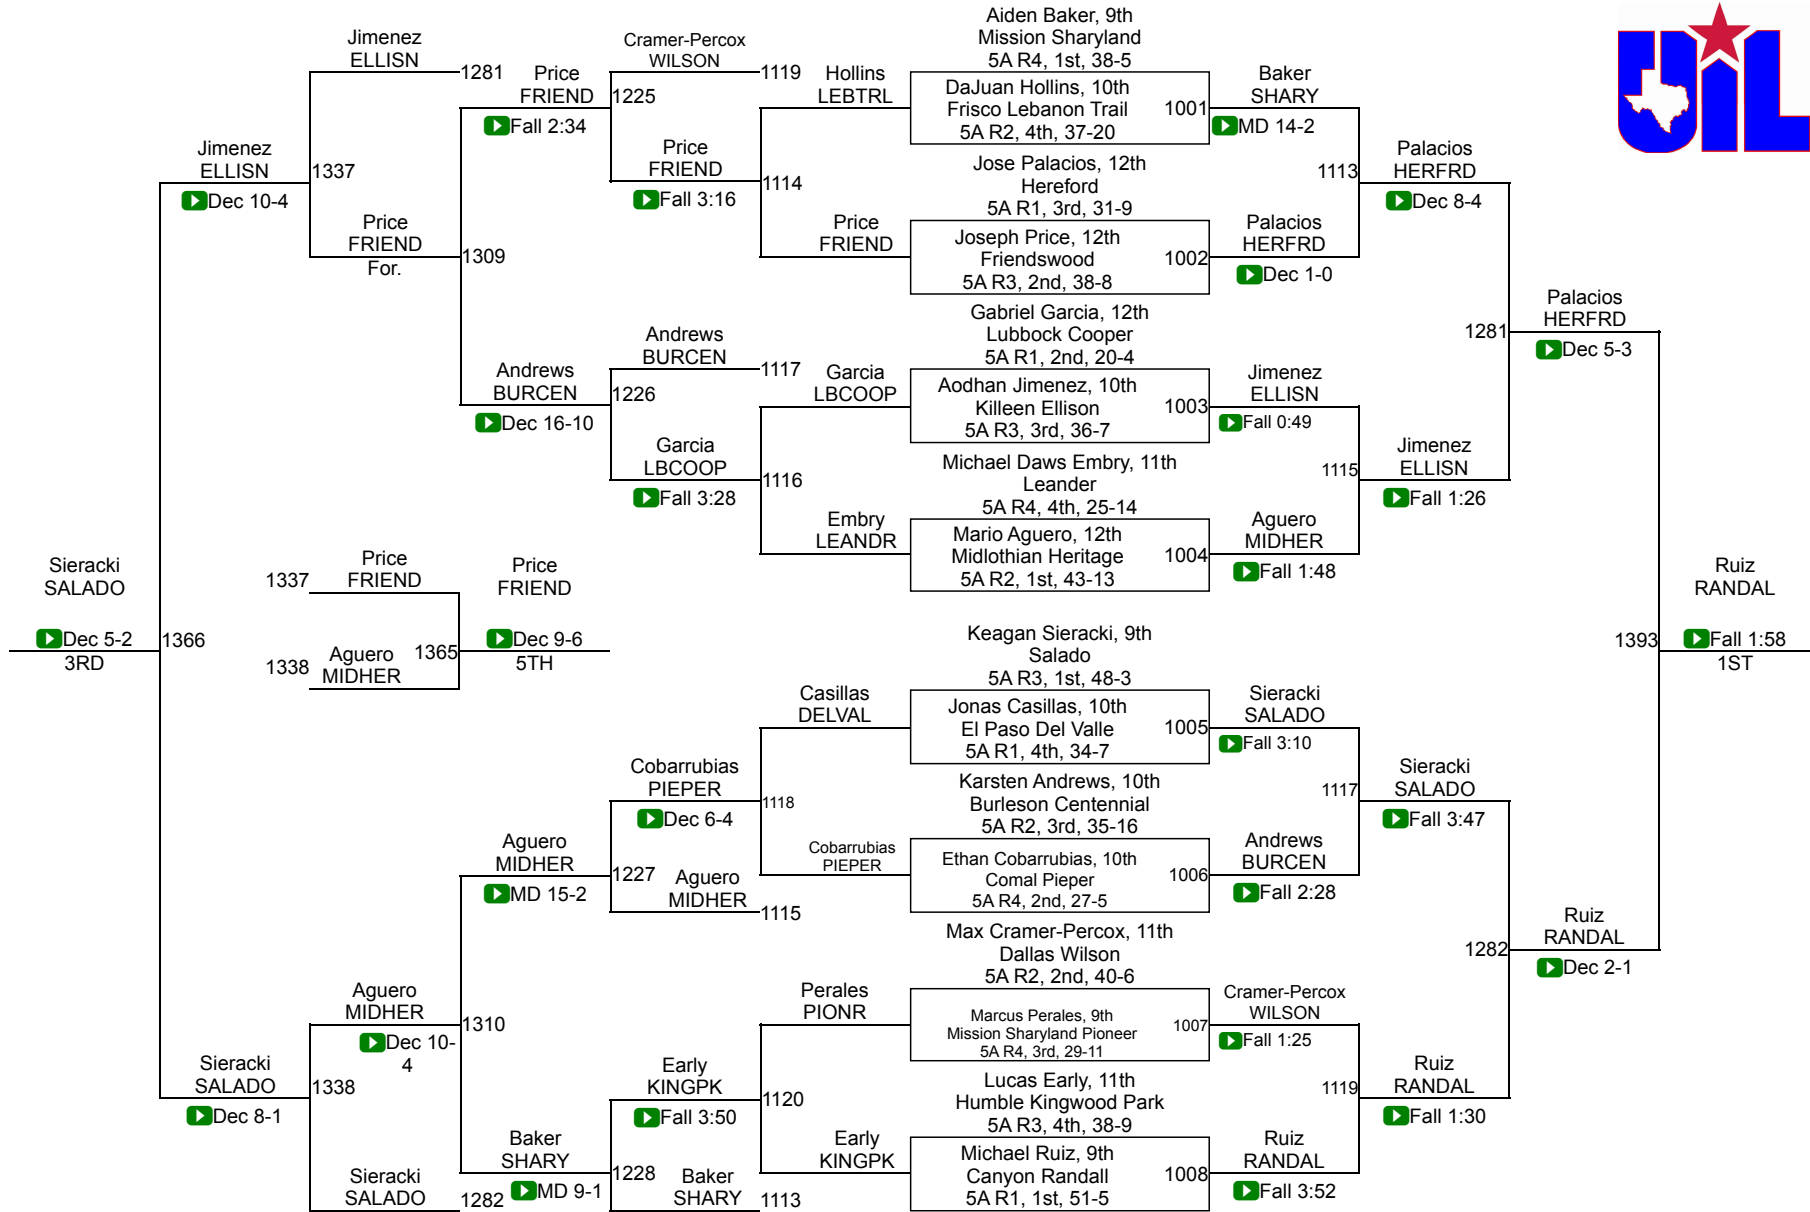 Jimenez
ELLISN
1281
Price
FRIEND
Fall 2:34
1225
Cramer-Percox
WILSON
1119
Price
FRIEND
Fall 3:16
1114
Hollins
LEBTRL
Price
FRIEND
Aiden Baker, 9th
Mission Sharyland
5A R4, 1st, 38-5
DaJuan Hollins, 10th
Frisco Lebanon Trail
5A R2, 4th, 37-20
1001
Jose Palacios, 12th
Hereford
5A R1, 3rd, 31-9
Joseph Price, 12th
Friendswood
5A R3, 2nd, 38-8
1002
Baker
SHARY
MD 14-2
1113
Palacios
HERFRD
Dec 1-0
Palacios
HERFRD
Dec 8-4
UIL
Jimenez
ELLISN
Dec 10-4
1337
Price
FRIEND
For.
1309
Andrews
BURCEN
Dec 16-10
1226
Andrews
BURCEN
1117
Garcia
LBCOOP
Fall 3:28
1116
Garcia
LBCOOP
Embry
LEANDR
Gabriel Garcia, 12th
Lubbock Cooper
5A R1, 2nd, 20-4
Aodhan Jimenez, 10th
Killeen Ellison
5A R3, 3rd, 36-7
1003
Michael Daws Embry, 11th
Leander
5A R4, 4th, 25-14
Mario Aguero, 12th
Midlothian Heritage
5A R2, 1st, 43-13
1004
Jimenez
ELLISN
Fall 0:49
1115
Aguero
MIDHER
Fall 1:48
Jimenez
ELLISN
Fall 1:26
1281
Palacios
HERFRD
Dec 5-3
Sieracki
SALADO
Dec 5-2
3RD
1366
1337
Price
FRIEND
1338
Aguero
MIDHER
1365
Price
FRIEND
Dec 9-6
5TH
1393
Ruiz
RANDAL
Fall 1:58
1ST
Keagan Sieracki, 9th
Salado
5A R3, 1st, 48-3
Jonas Casillas, 10th
El Paso Del Valle
5A R1, 4th, 34-7
1005
Casillas
DELVAL
Sieracki
SALADO
Fall 3:10
Cobarrubias
PIEPER
Dec 6-4
1118
Karsten Andrews, 10th
Burleson Centennial
5A R2, 3rd, 35-16
Ethan Cobarrubias, 10th
Comal Pieper
5A R4, 2nd, 27-5
1006
Cobarrubias
PIEPER
1117
Sieracki
SALADO
Fall 3:47
Andrews
BURCEN
Fall 2:28
Aguero
MIDHER
MD 15-2
1227
Aguero
MIDHER
1115
Max Cramer-Percox, 11th
Dallas Wilson
5A R2, 2nd, 40-6
Marcus Perales, 9th
Mission Sharyland Pioneer
5A R4, 3rd, 29-11
1007
Perales
PIONR
Cramer-Percox
WILSON
Fall 1:25
1282
Ruiz
RANDAL
Dec 2-1
Aguero
MIDHER
Dec 10-
4
1310
Sieracki
SALADO
Dec 8-1
1338
Sieracki
SALADO
1282
Early
KINGPK
Fall 3:50
1120
Lucas Early, 11th
Humble Kingwood Park
5A R3, 4th, 38-9
Michael Ruiz, 9th
Canyon Randall
5A R1, 1st, 51-5
1008
1119
Ruiz
RANDAL
Fall 1:30
Baker
SHARY
MD 9-1
1228
Baker
SHARY
1113
Early
KINGPK
Ruiz
RANDAL
Fall 3:52